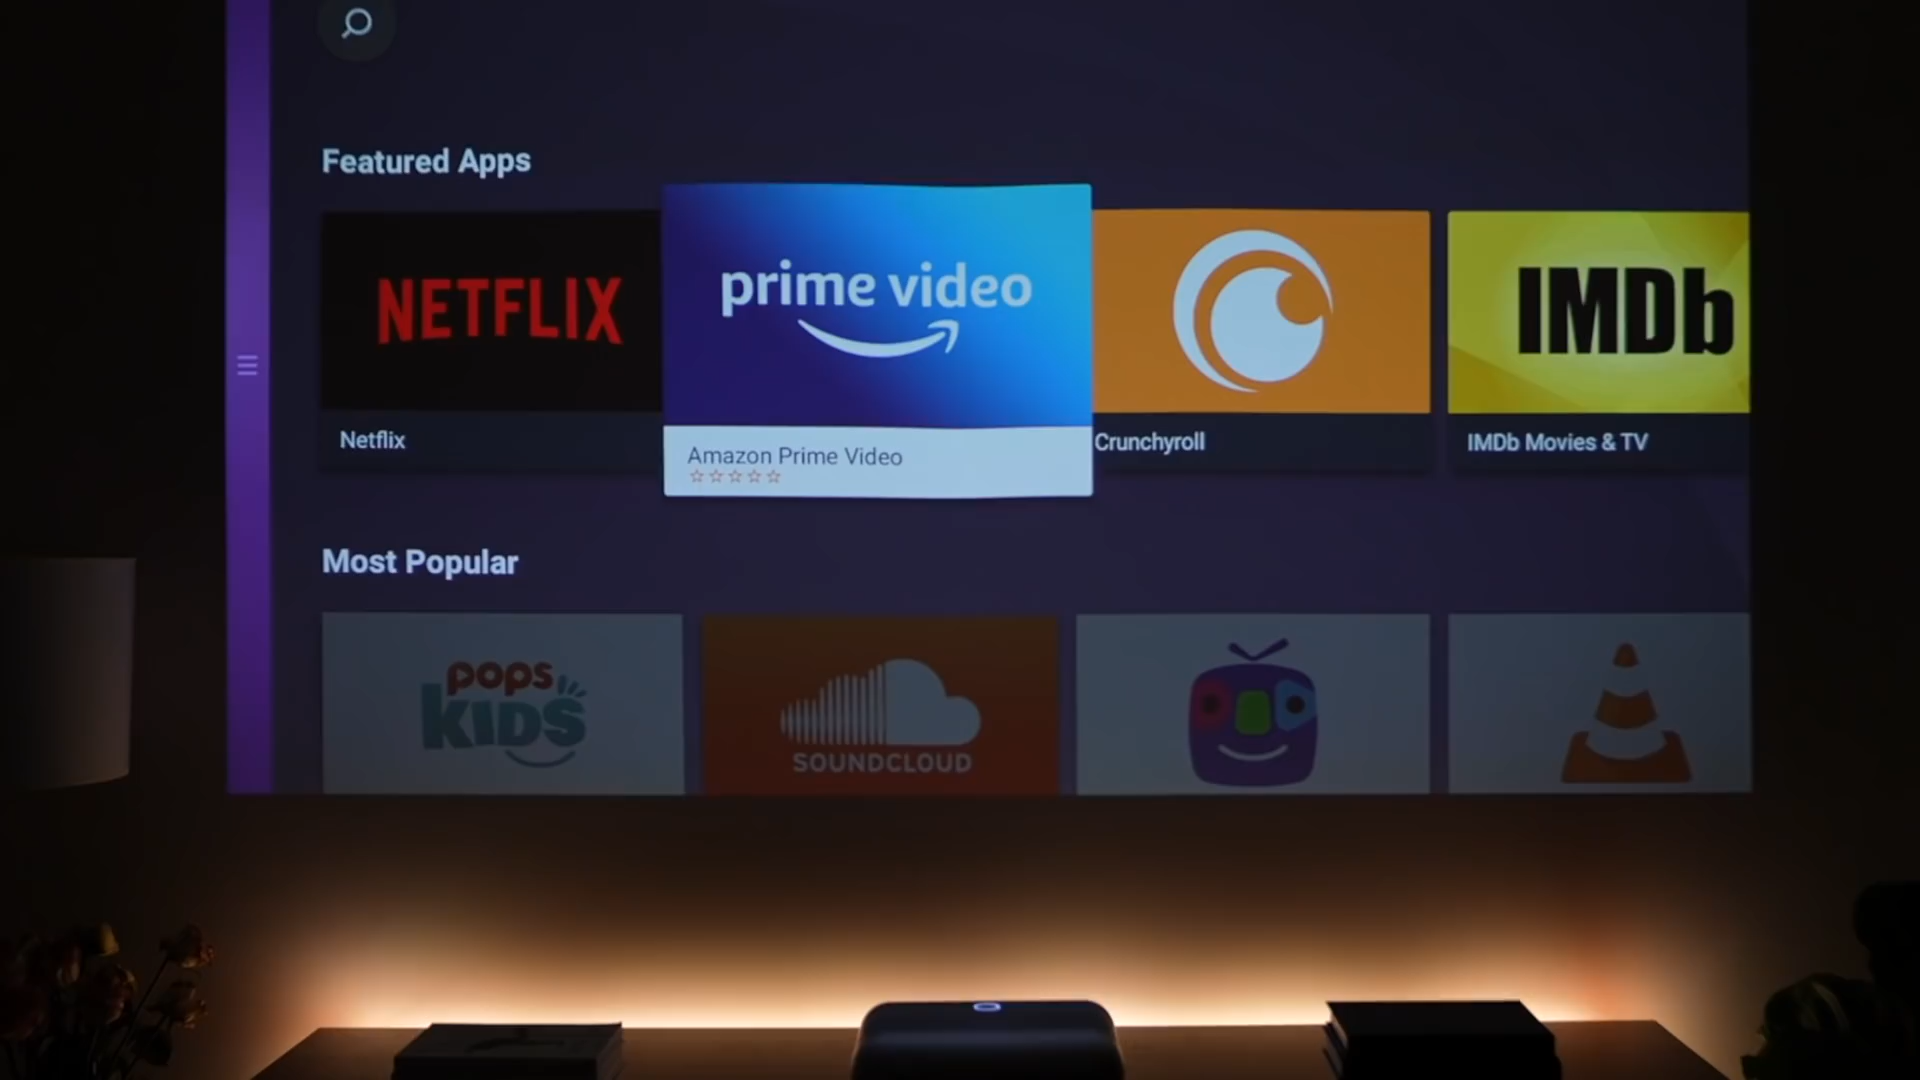 Featured Apps
NETFLIX
prime video
IMDb
Netflix
Amazon Prime Video
Crunchyroll
IMDb Movies & TV
Most Popular
pops
KIDS
SOUNDCLOUD